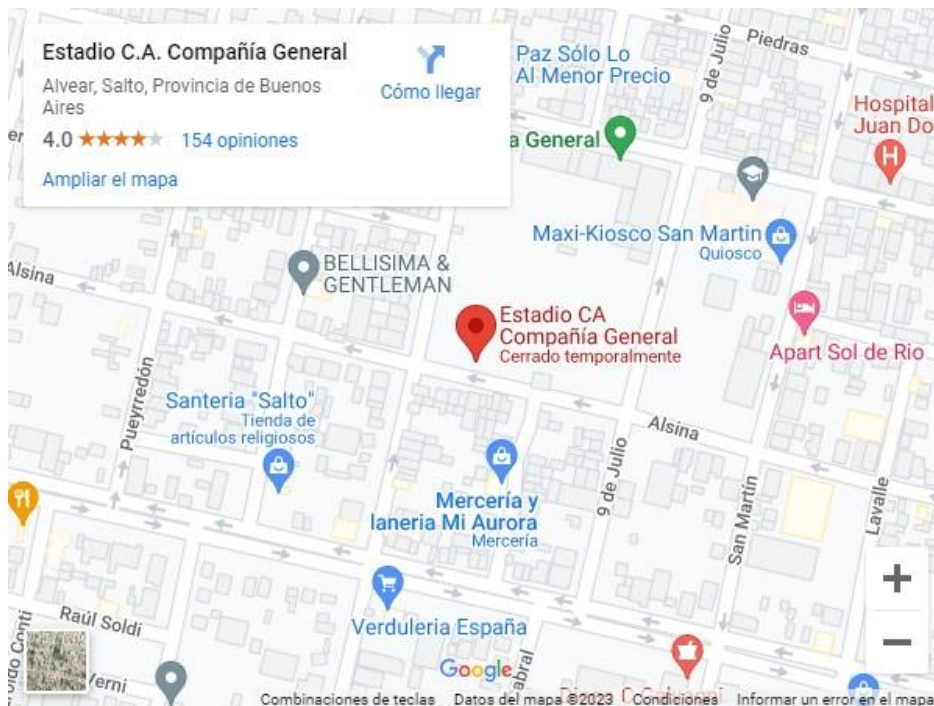 Estadio C.A. Compañía General
Alvear, Salto, Provincia de Buenos
Aires
4.0
154 opiniones
Ampliar el mapa
Cómo llegar
Paz Sólo Lo
Al Menor Precio
9 de Julio
Piedras
Hospital
Juan Do
H
a General
Maxi-Kiosco San Martin
Quiosco
Alsina
BELLISIMA &
GENTLEMAN
Estadio CA
Compañía General
Cerrado temporalmente
Apart Sol de Rio
Pueyrredón
Santeria "Salto"
Tienda de
artículos religiosos
Alsina
9 de Julio
San Martín
Lavalle
Mercería y
laneria Mi Aurora
Mercería
Verduleria España
Raúl Soldi
Conti
Verni
Google
bral
+
−
Combinaciones de teclas
Datos del mapa ©2023
Condiciones
Informar un error en el mapa